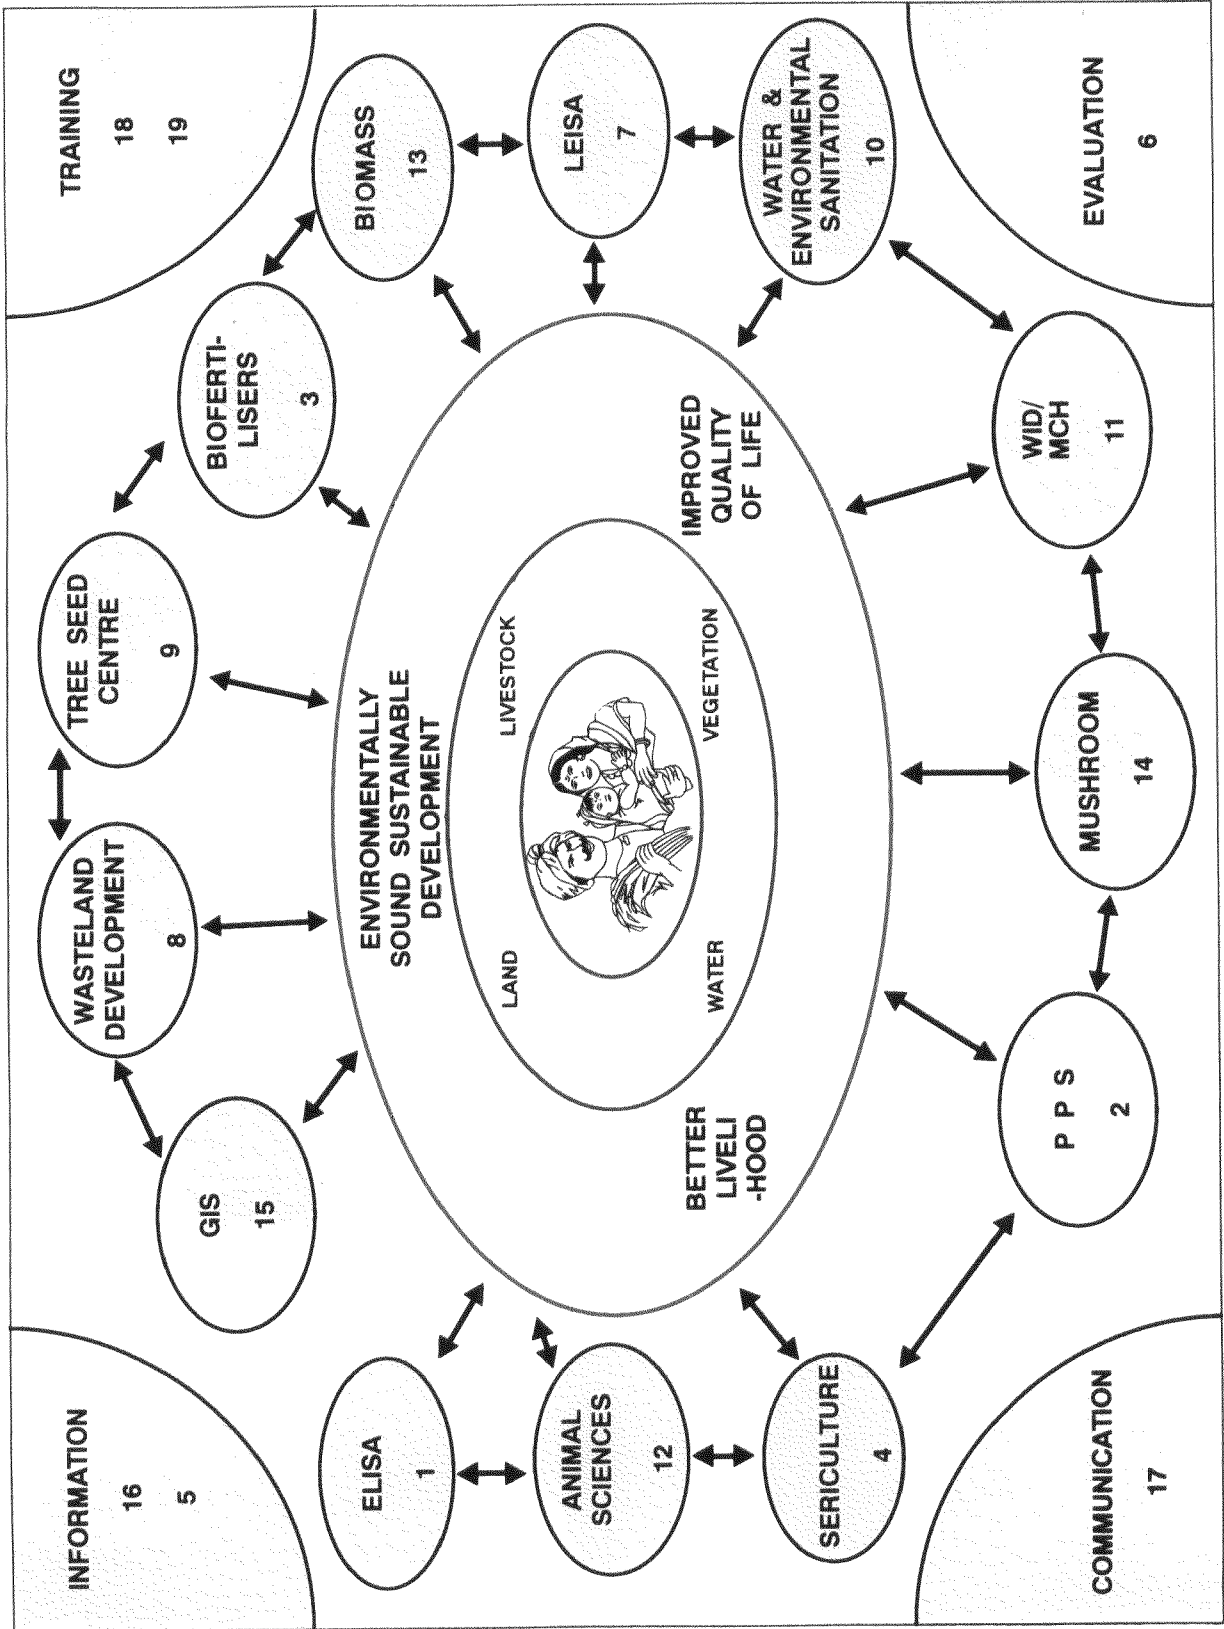 INFORMATION
16
5
TRAINING
18
19
WASTELAND
DEVELOPMENT
8
TREE SEED
CENTRE
9
GIS
15
BIOFERTI-
LISERS
3
ELISA
1
BIOMASS
13
ENVIRONMENTALLY
SOUND SUSTAINABLE
DEVELOPMENT
LAND
LIVESTOCK
ANIMAL
SCIENCES
12
LEISA
7
WATER
VEGETATION
BETTER
LIVELI
-HOOD
IMPROVED
QUALITY
OF LIFE
SERICULTURE
4
WATER &
ENVIRONMENTAL
SANITATION
10
P P S
2
MUSHROOM
14
WID/
MCH
11
COMMUNICATION
17
EVALUATION
6